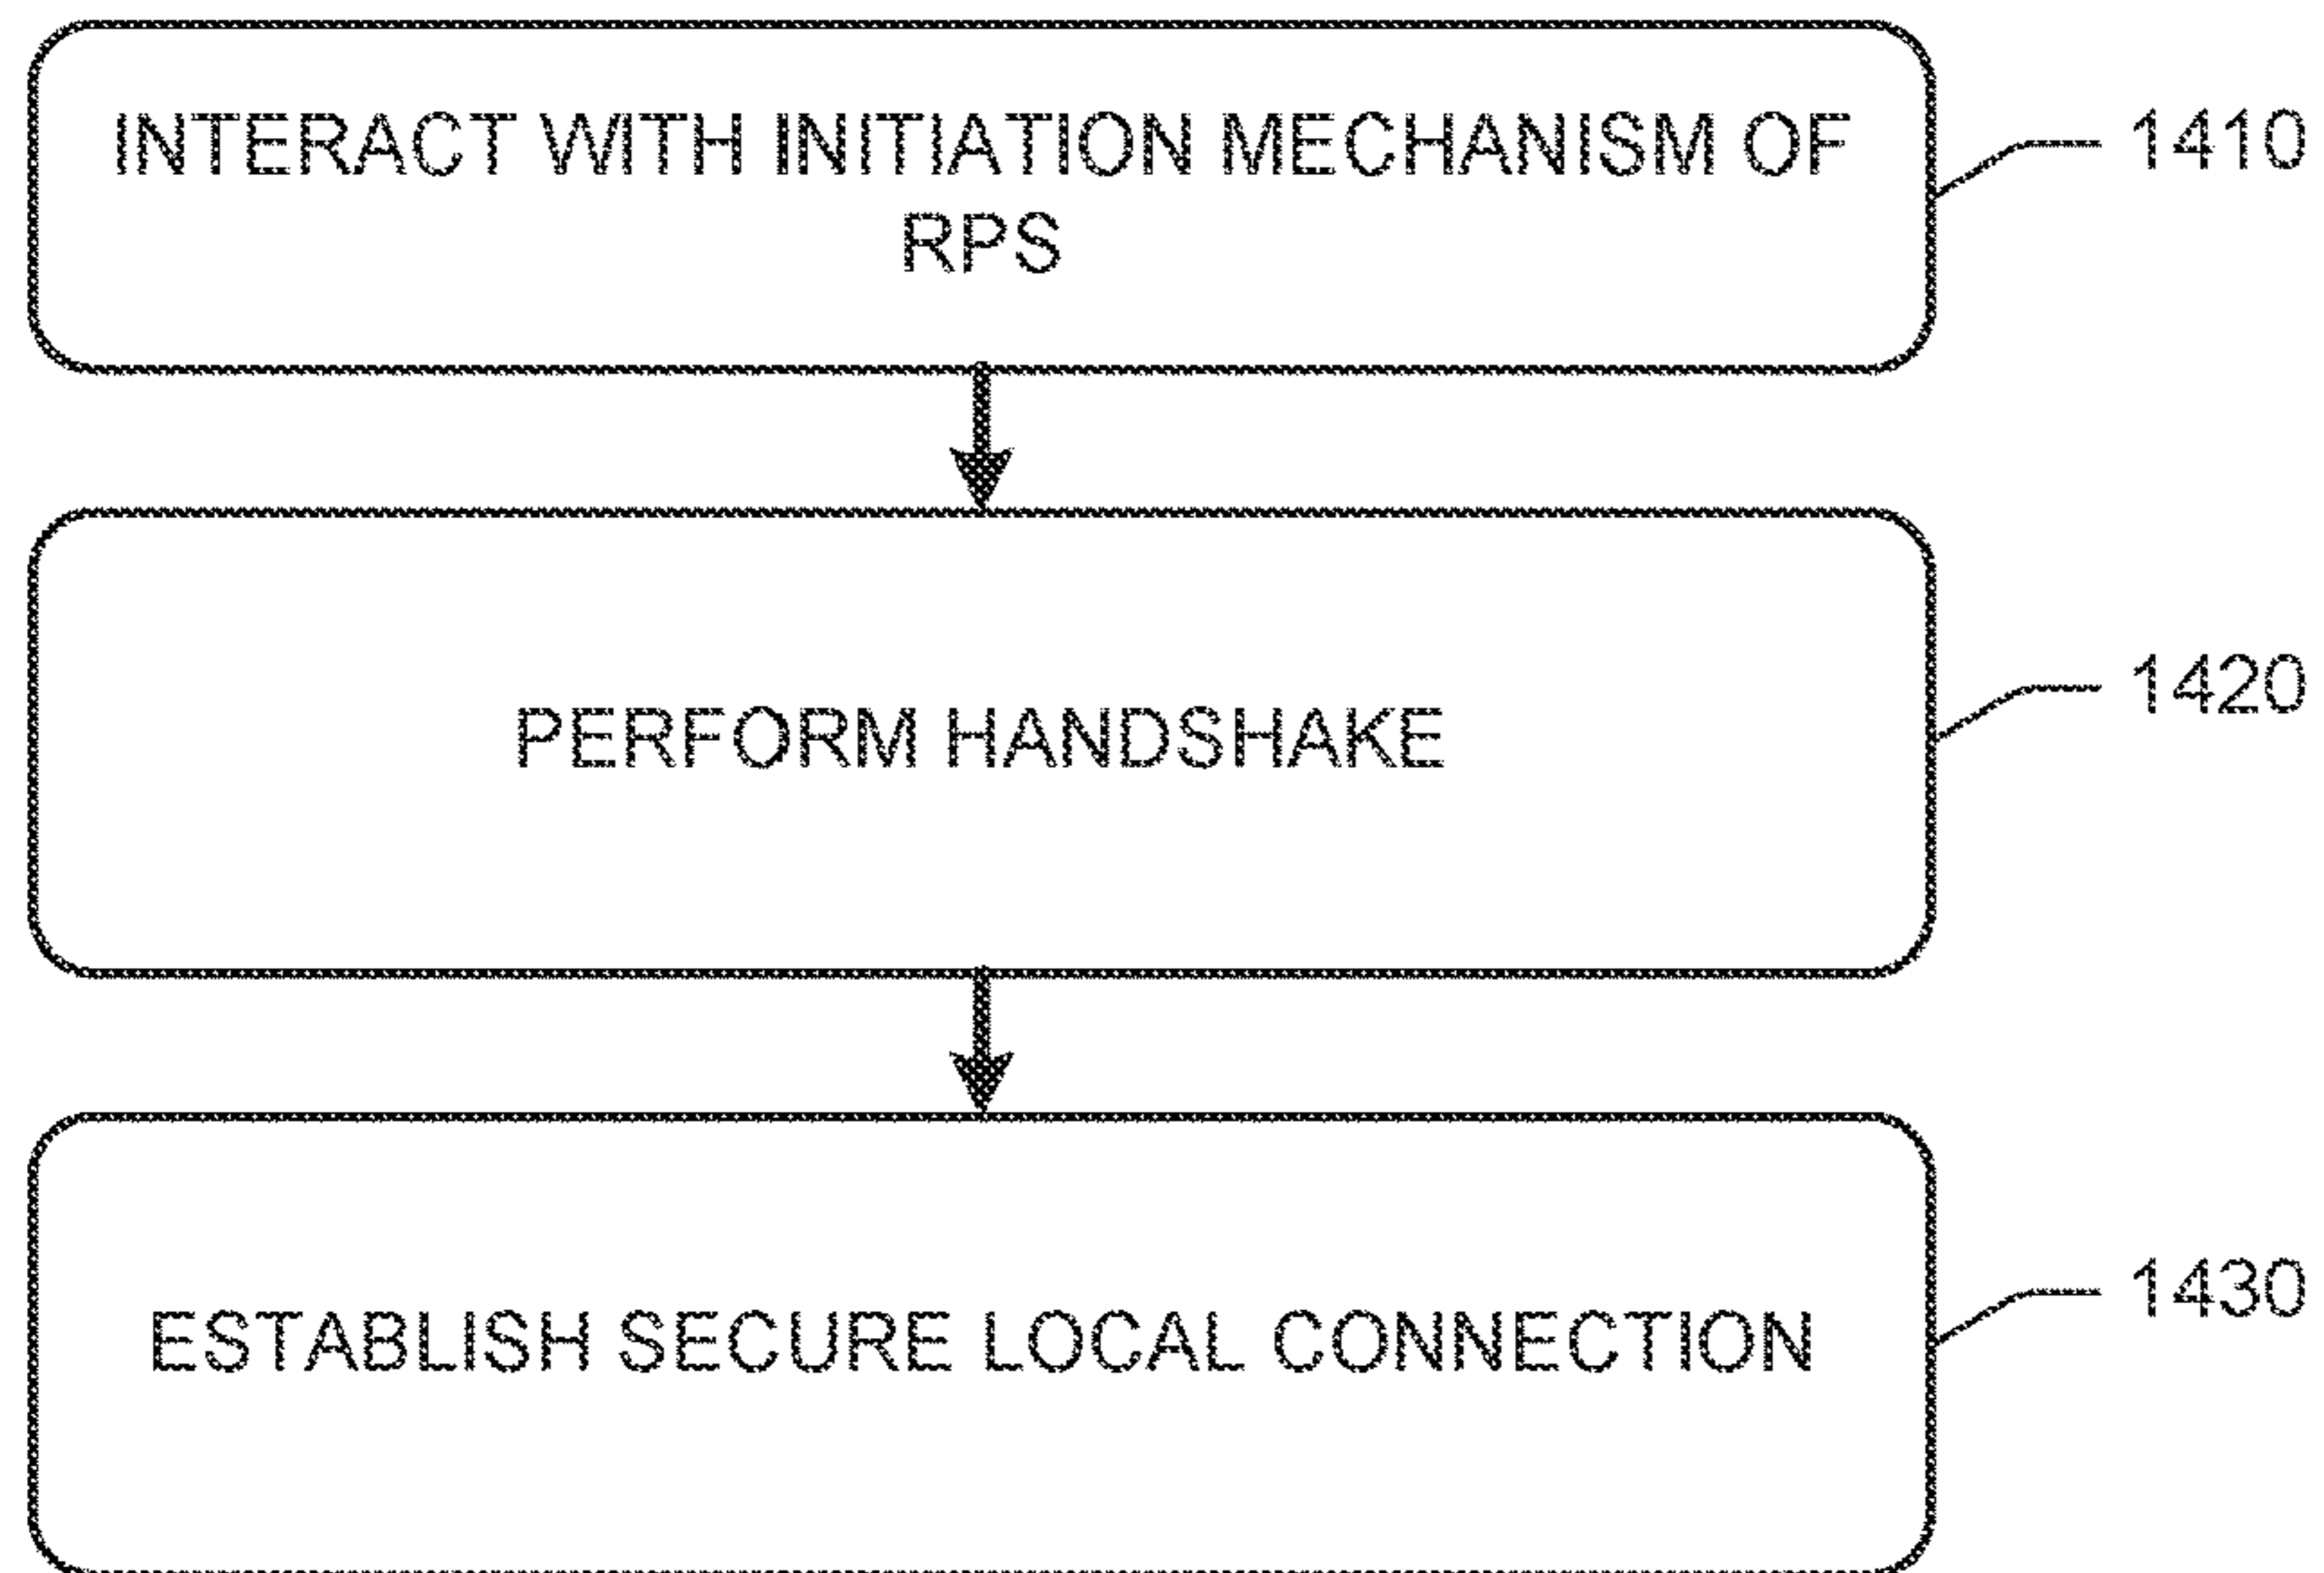 INTERACT WITH INITIATION MECHANISM OF
RPS
1410
PERFORM HANDSHAKE
1420
ESTABLISH SECURE LOCAL CONNECTION
1430